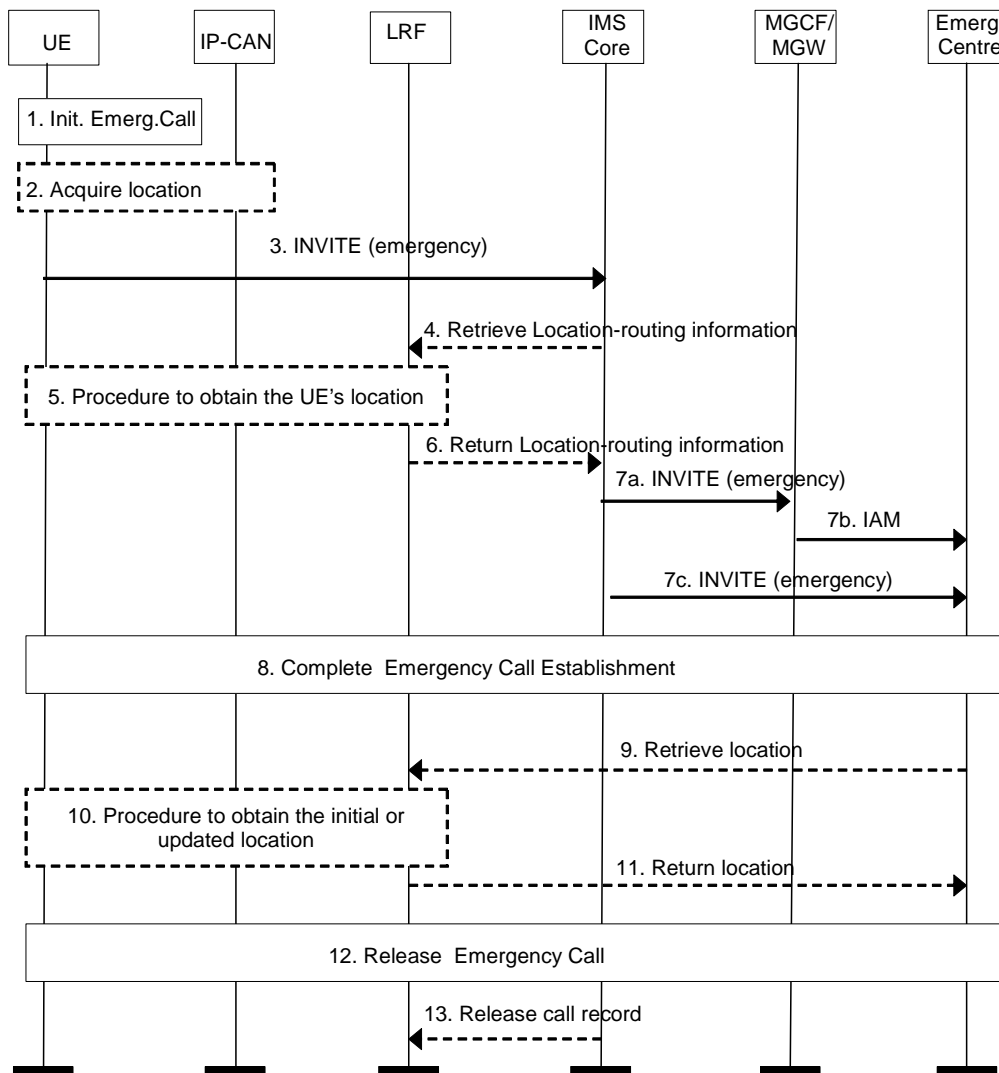 UE
IP-CAN
LRF
IMS
Core
MGCF/
MGW
Emerg
Centre
1. Init. Emerg.Call
2. Acquire location
3. INVITE (emergency)
4. Retrieve Location-routing information
5. Procedure to obtain the UE's location
6. Return Location-routing information
7a. INVITE (emergency)
7b. IAM
7c. INVITE (emergency)
8. Complete Emergency Call Establishment
9. Retrieve location
10. Procedure to obtain the initial or
updated location
11. Return location
12. Release Emergency Call
13. Release call record